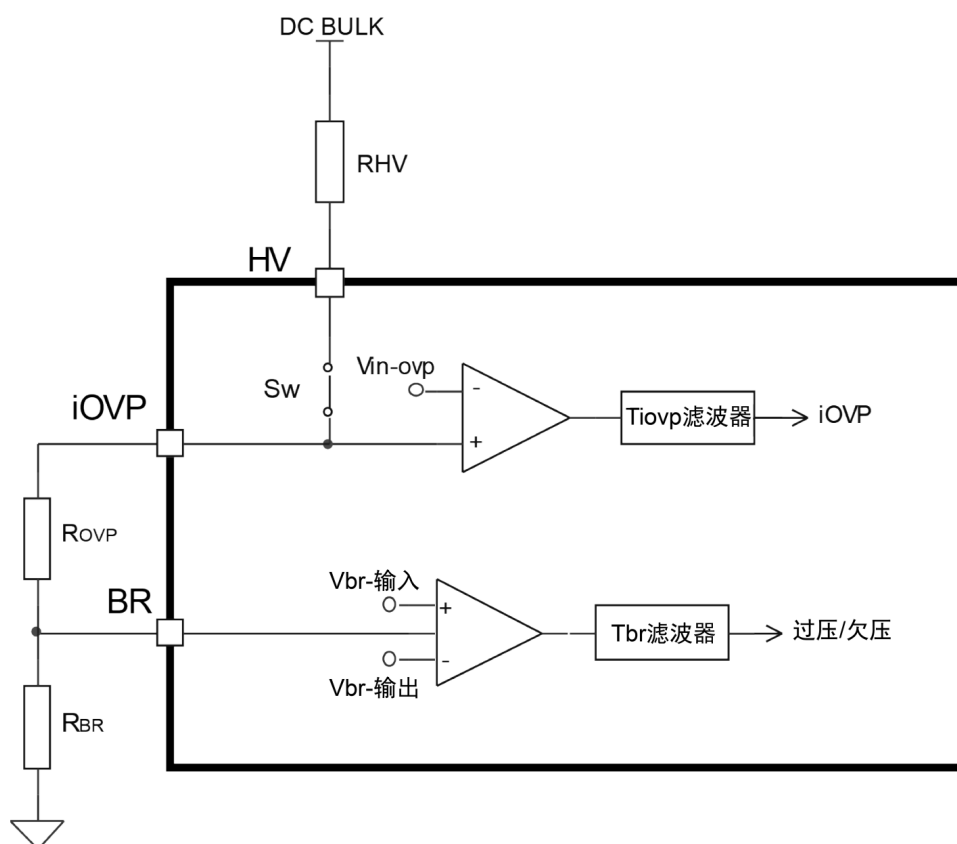 DC BULK
RHV
HV
Vin-ovp
-
Sw
iOVP
Tiovp滤波器
iOVP
+
ROVP
BR
Vbr-输入
+
Tbr滤波器
过压/欠压
-
Vbr-输出
RBR